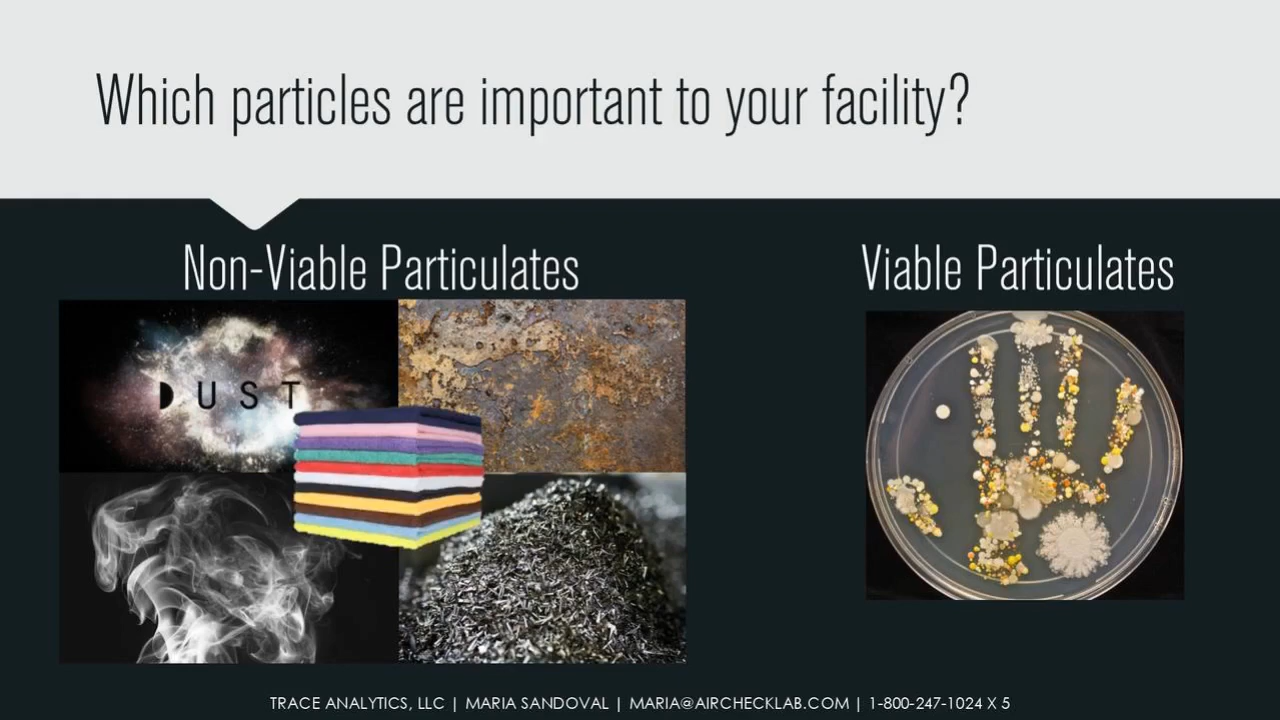 Which particles are important to your facility?
Non-Viable Particulates
Viable Particulates
DUST
TRACE ANALYTICS, LLC | MARIA SANDOVAL | MARIA@AIRCHECKLAB.COM | 1-800-247-1024 X 5